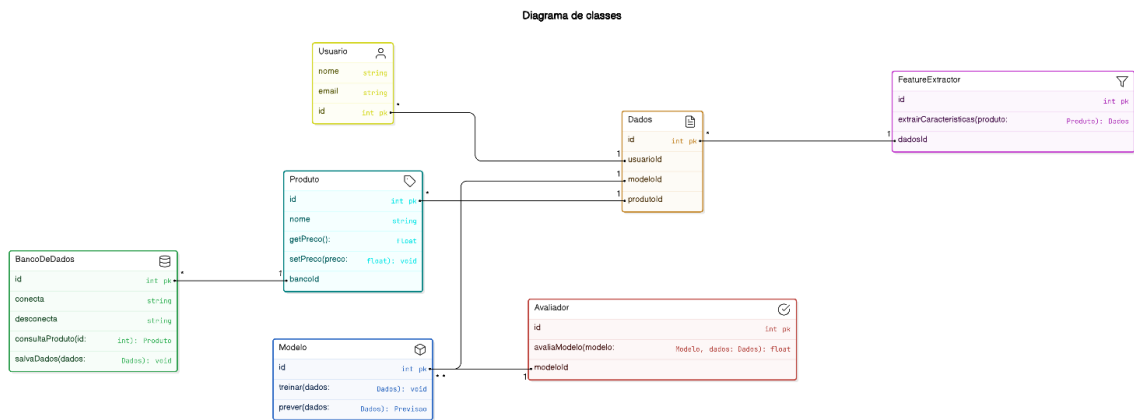 Diagrama de classes
Usuario
nome string
email string
id int pk
*
FeatureExtractor
id int pk
extrairCaracteristicas(produto: Produto): Dados
1 dadosId
Dados
id int pk *
1 usuarioId
1 modeloId
1 produtoId
Produto
id int pk *
nome string
getPreco(): float
setPreco(preco: float): void
1 bancoId
BancoDeDados
id int pk *
conecta string
desconecta string
consultaProduto(id: int): Produto
salvaDados(dados: Dados): void
Avaliador
id int pk
avaliaModelo(modelo: Modelo, dados: Dados): float
1 modeloId
Modelo
id int pk * *
treinar(dados: Dados): void
prever(dados: Dados): Previsao